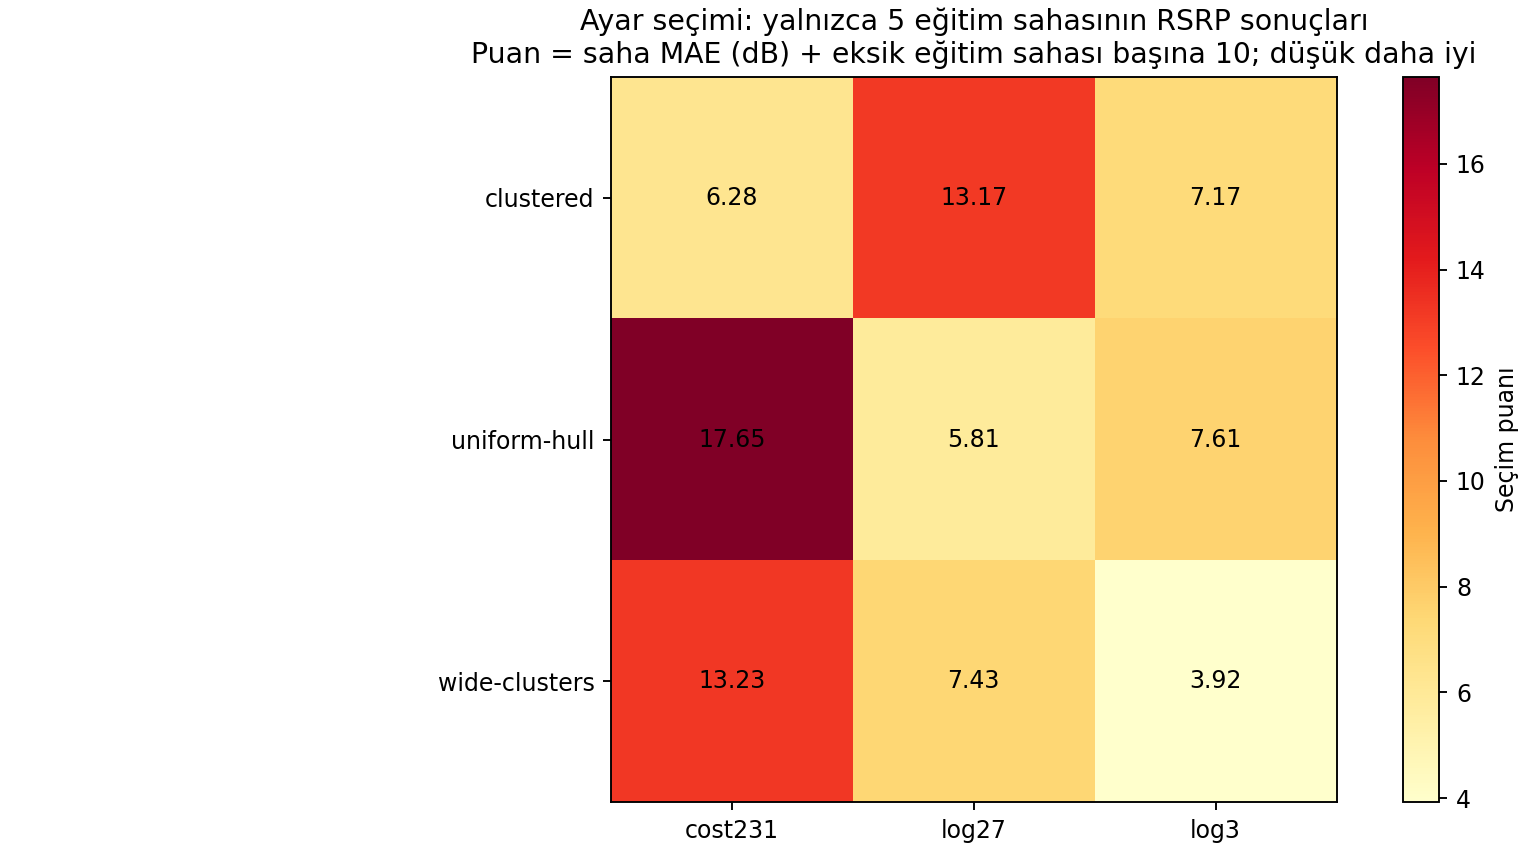 Ayar seçimi: yalnızca 5 eğitim sahasının RSRP sonuçları
Puan = saha MAE (dB) + eksik eğitim sahası başına 10; düşük daha iyi
clustered 6.28 13.17 7.17
uniform-hull 17.65 5.81 7.61
wide-clusters 13.23 7.43 3.92
cost231 log27 log3
16
14
12
10
8
6
4
Seçim puanı